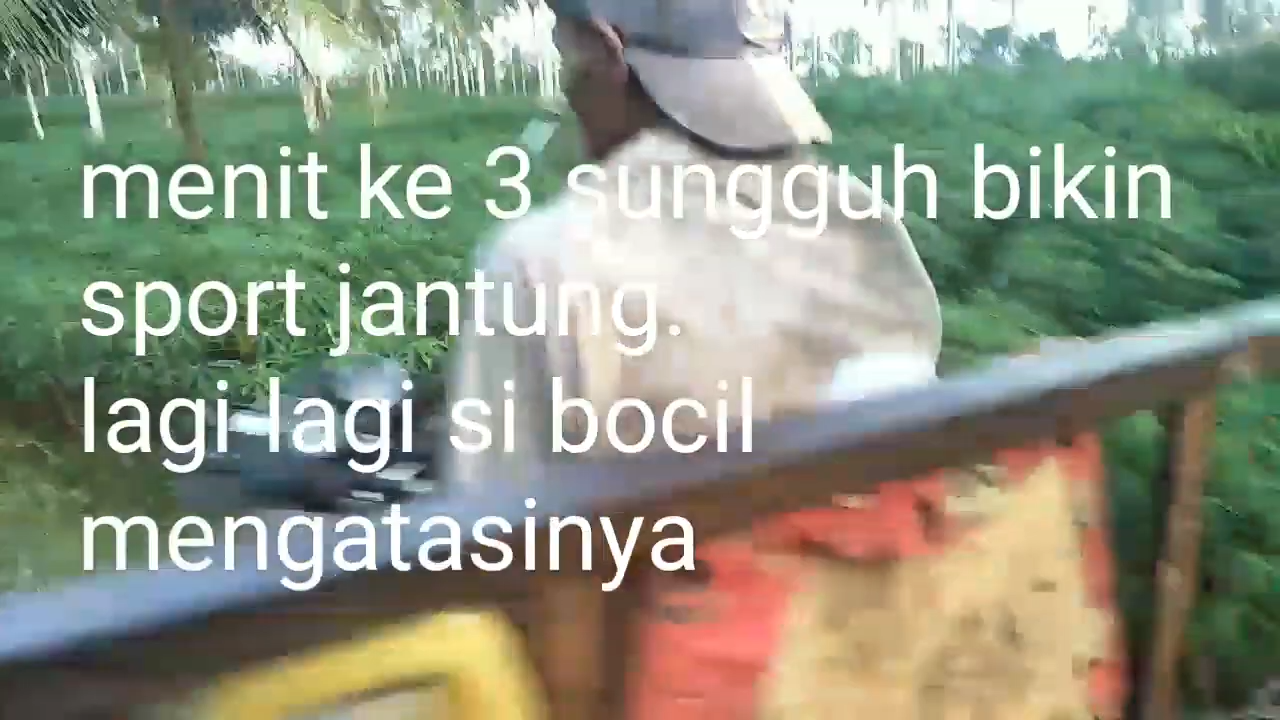 menit ke 3 sungguh bikin
sport jantung.
lagi lagi si bocil
mengatasinya